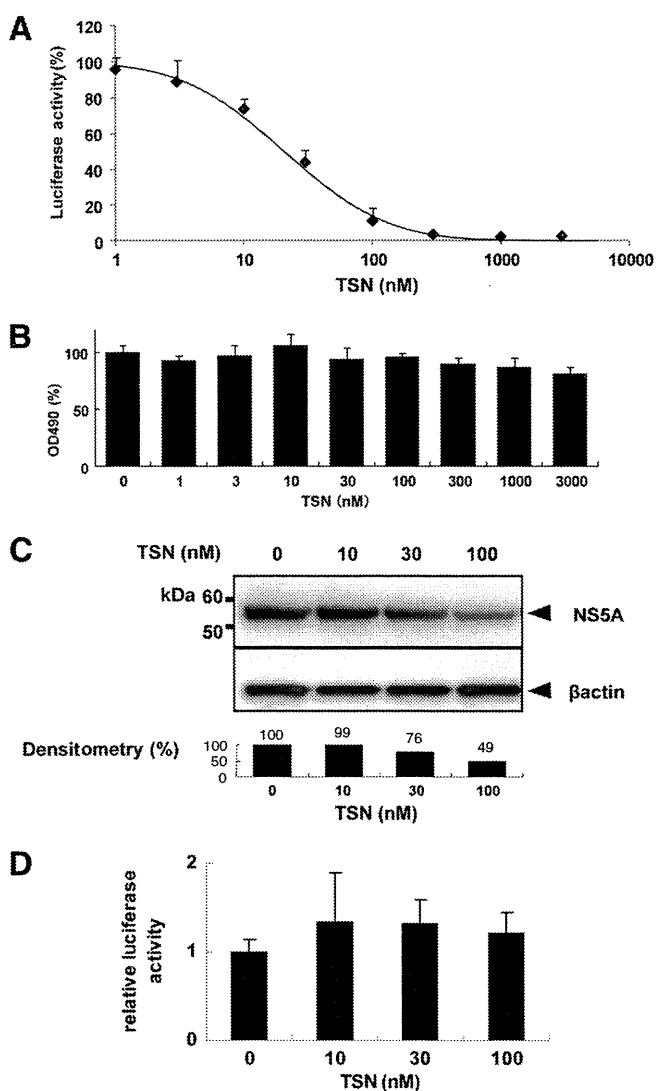 A
Luciferase activity(%)
120
100
80
60
40
20
0
1 10 100 1000 10000
TSN (nM)
B
OD490 (%)
100
50
0
0 1 3 10 30 100 300 1000 3000
TSN (nM)
C
TSN (nM) 0 10 30 100
kDa 60
50
NS5A
βactin
Densitometry (%)
100
50
0
100 99 76 49
0 10 30 100
TSN (nM)
D
relative luciferase
activity
2
1
0
0 10 30 100
TSN (nM)